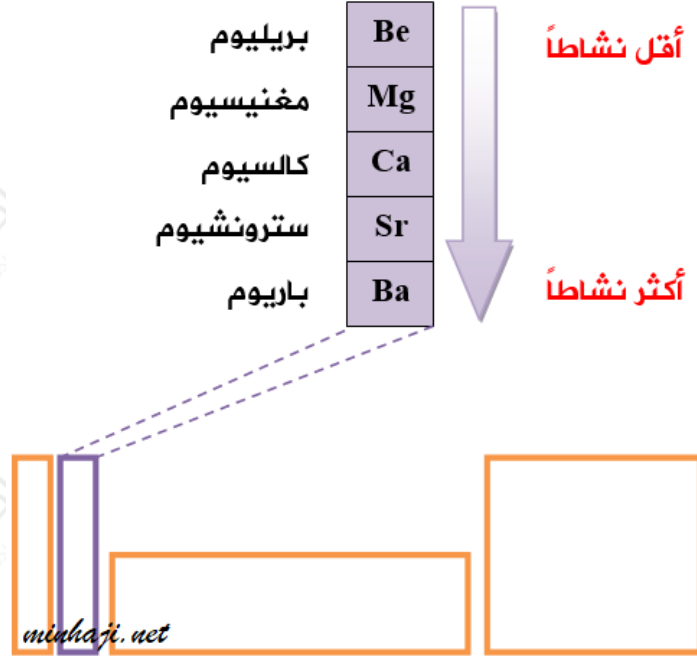 أقل نشاطاً
Be بريليوم
Mg مغنيسيوم
Ca كالسيوم
Sr سترونشيوم
Ba باريوم
أكثر نشاطاً
minhaji.net